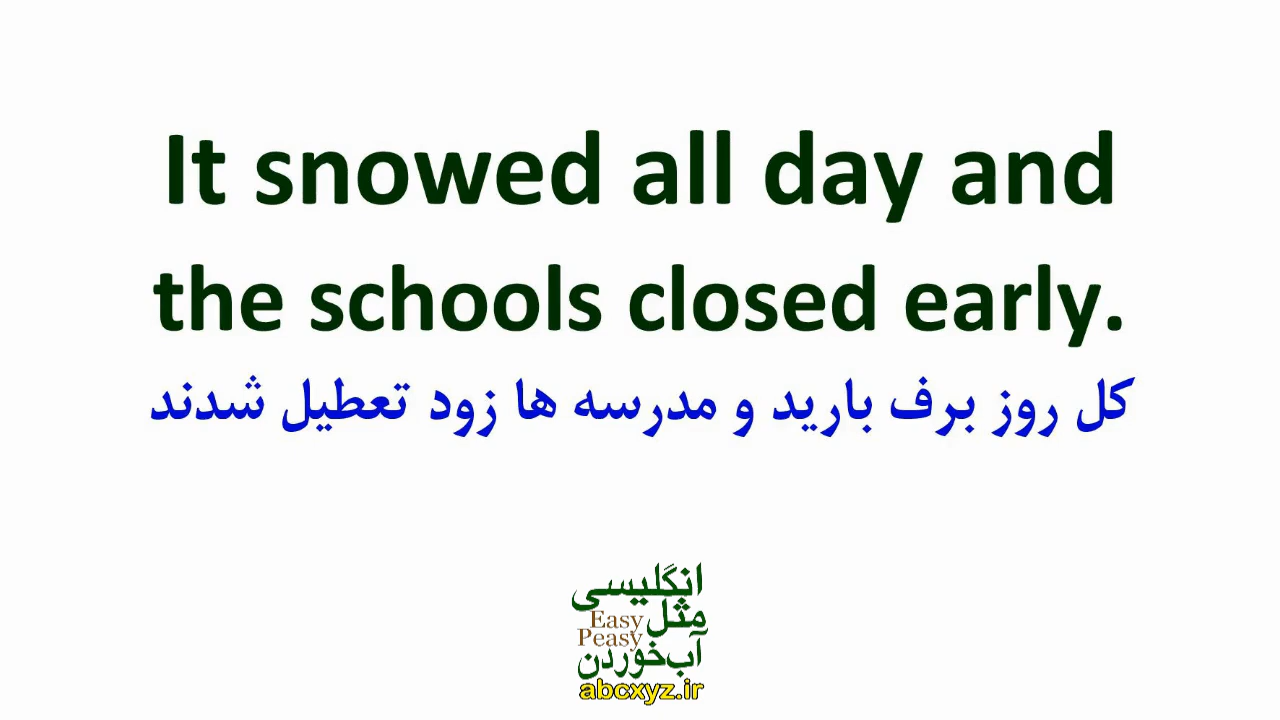 It snowed all day and
the schools closed early.
کل روز برف بارید و مدرسه ها زود تعطیل شدند
انگلیسی
مثل
Easy
Peasy
آب‌خوردن
abcxyz.ir